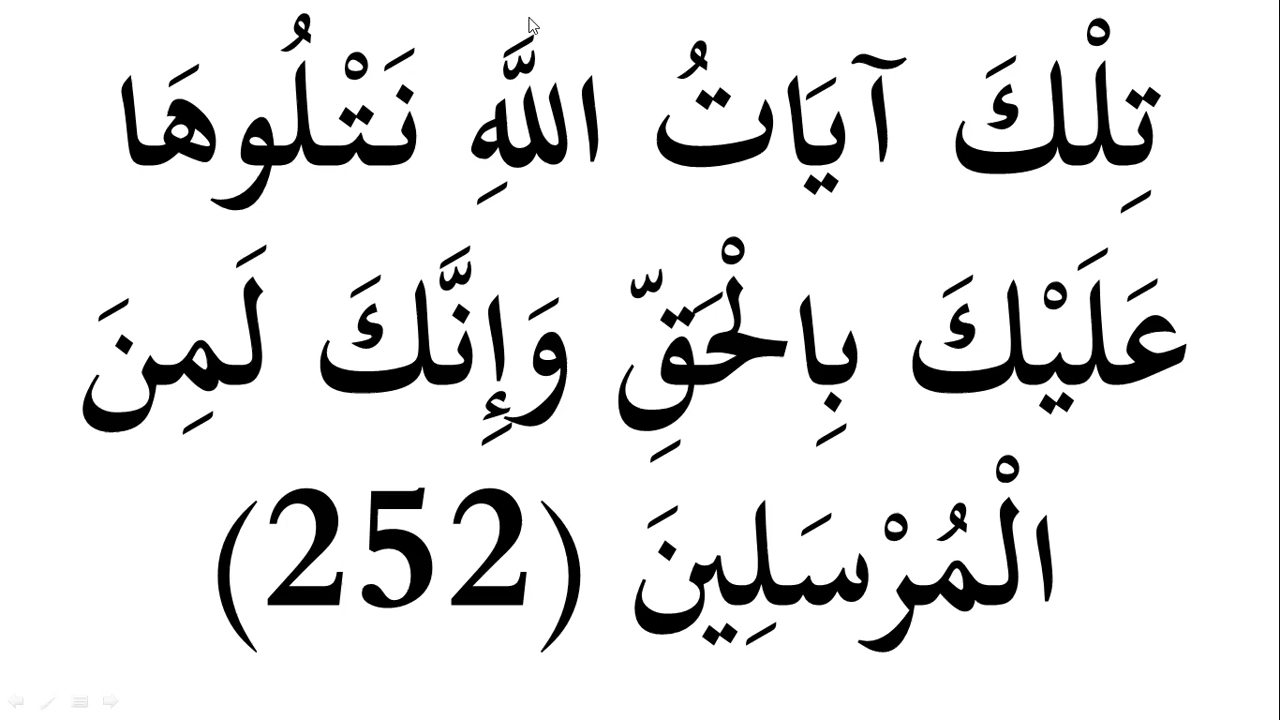 تِلْكَ آيَاتُ اللَّهِ نَتْلُوهَا
عَلَيْكَ بِالْحَقِّ وَإِنَّكَ لَمِنَ
الْمُرْسَلِينَ (252)